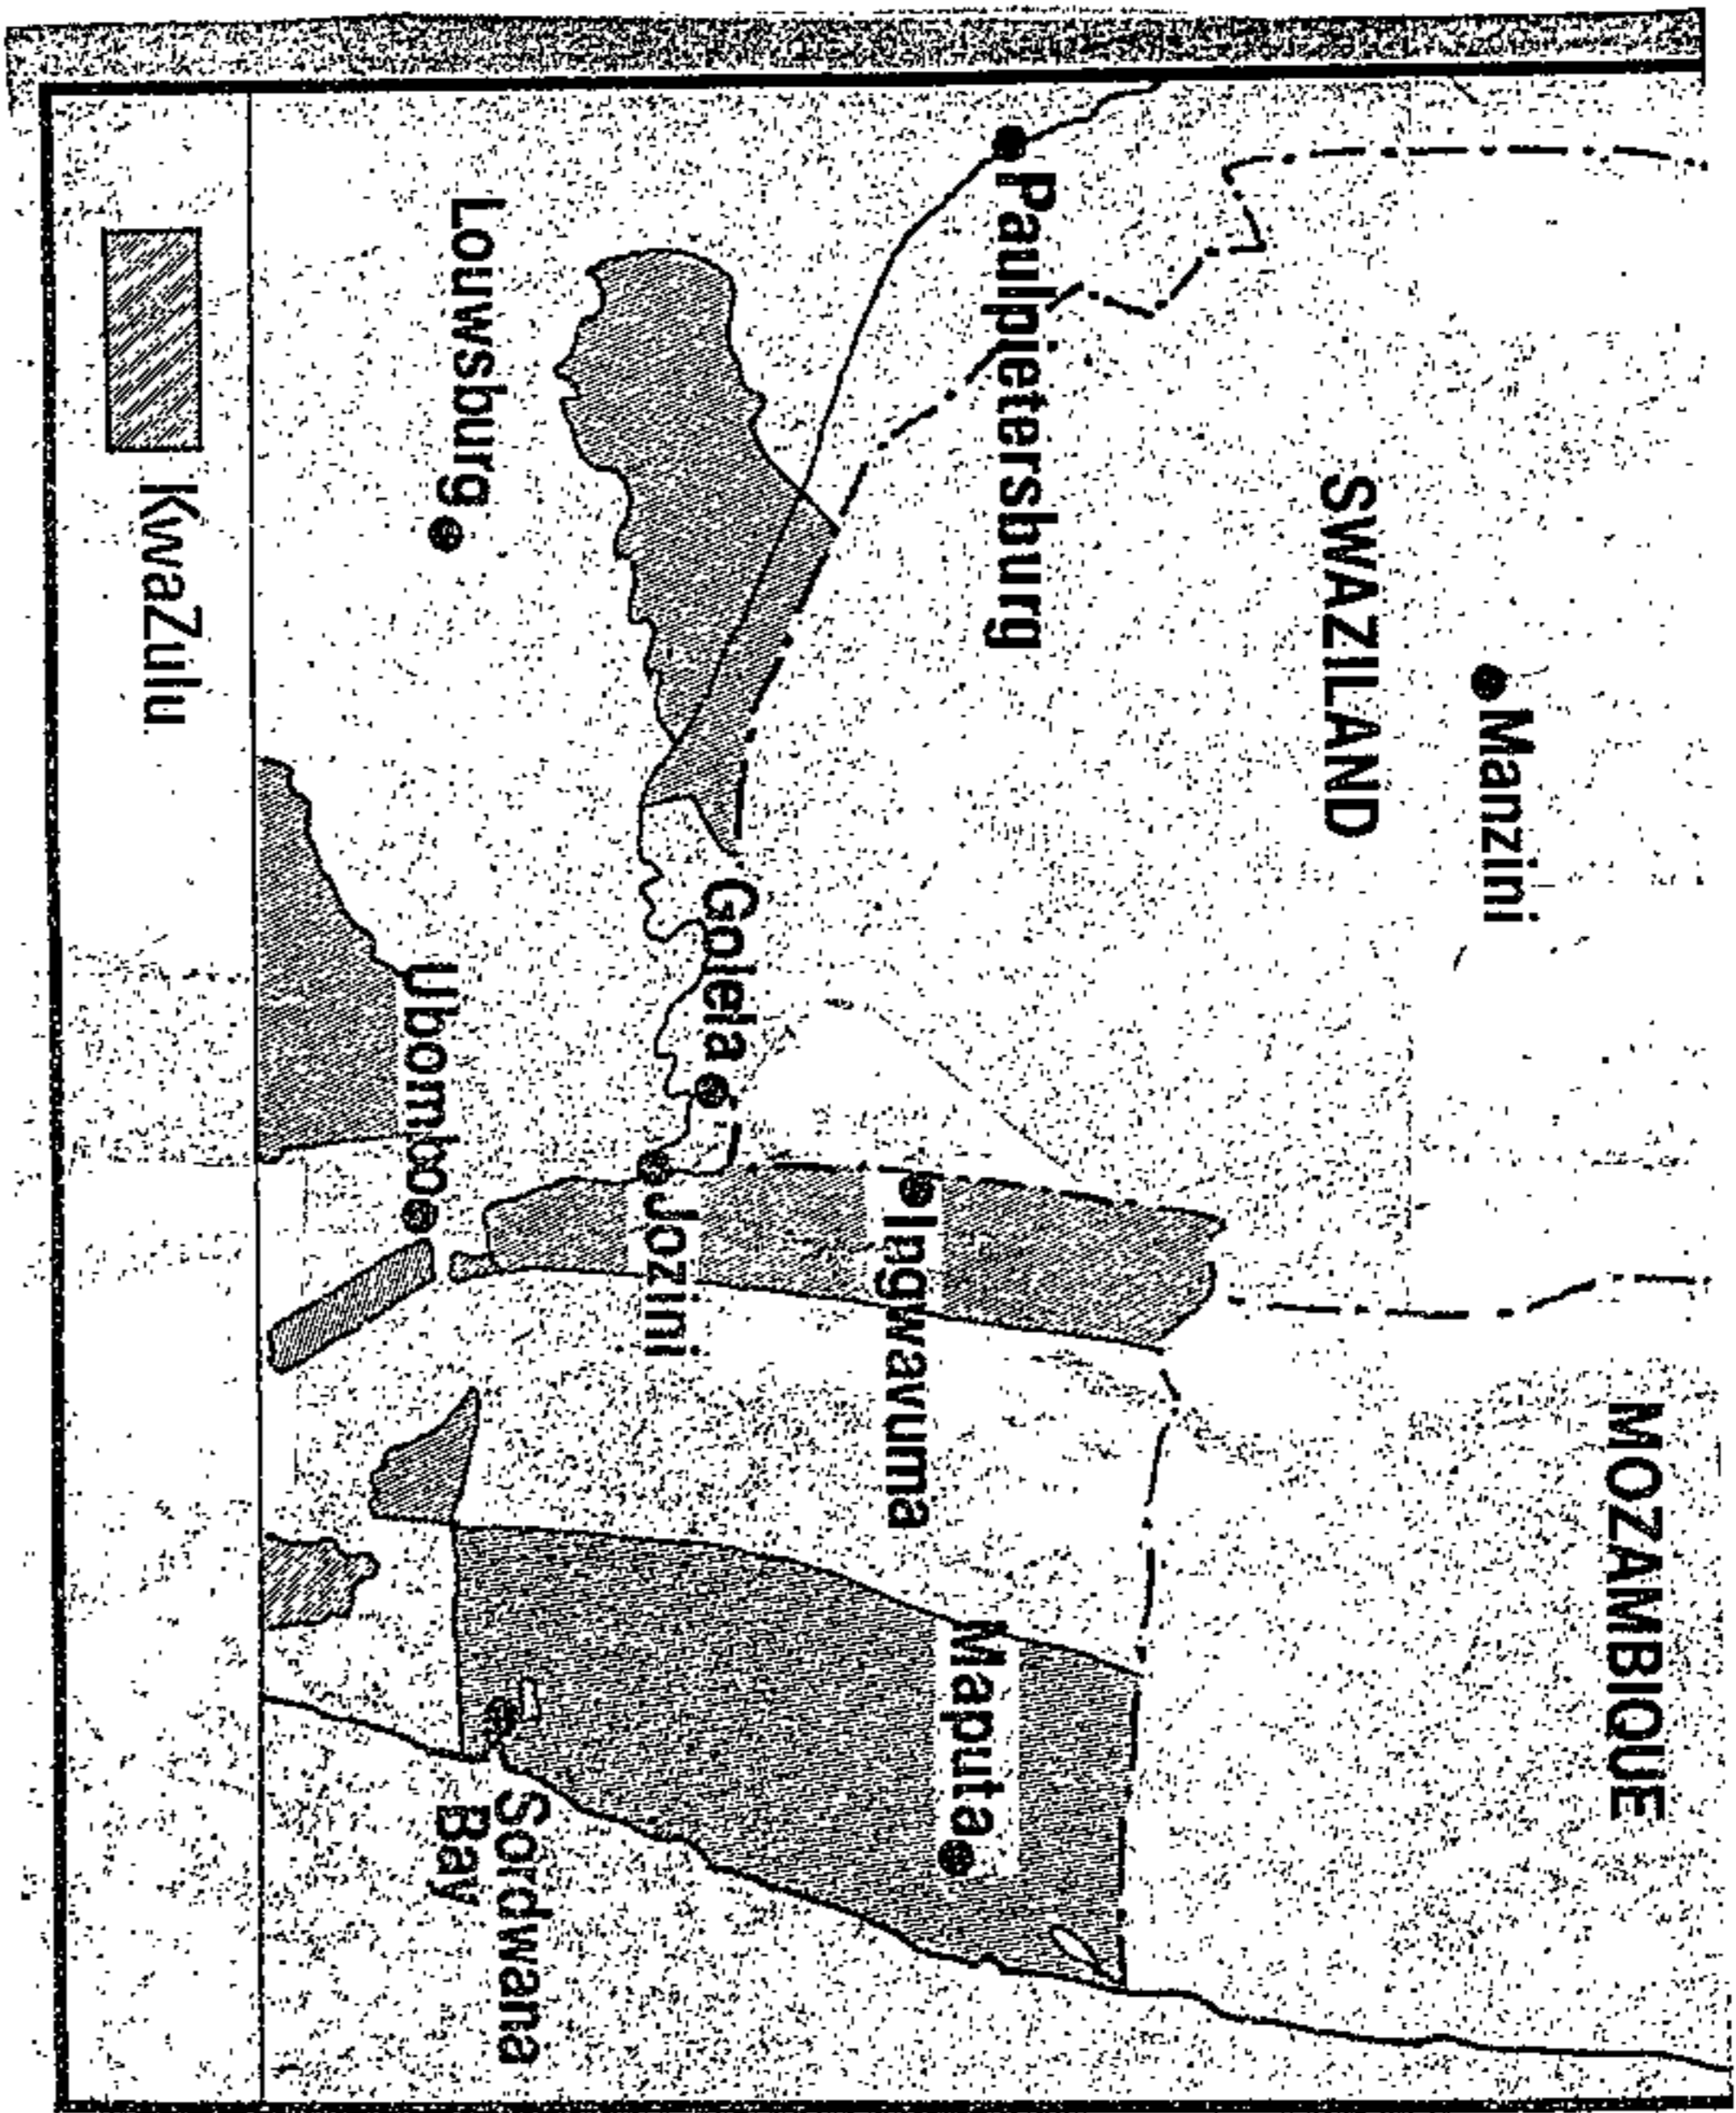 MOZAMBIQUE
Manzini
SWAZILAND
Paulpietersburg
Ingwavuma
Maputa
Golela
Jozini
Louwsburg
Ubombo
Sordwana
Bay
KwaZulu